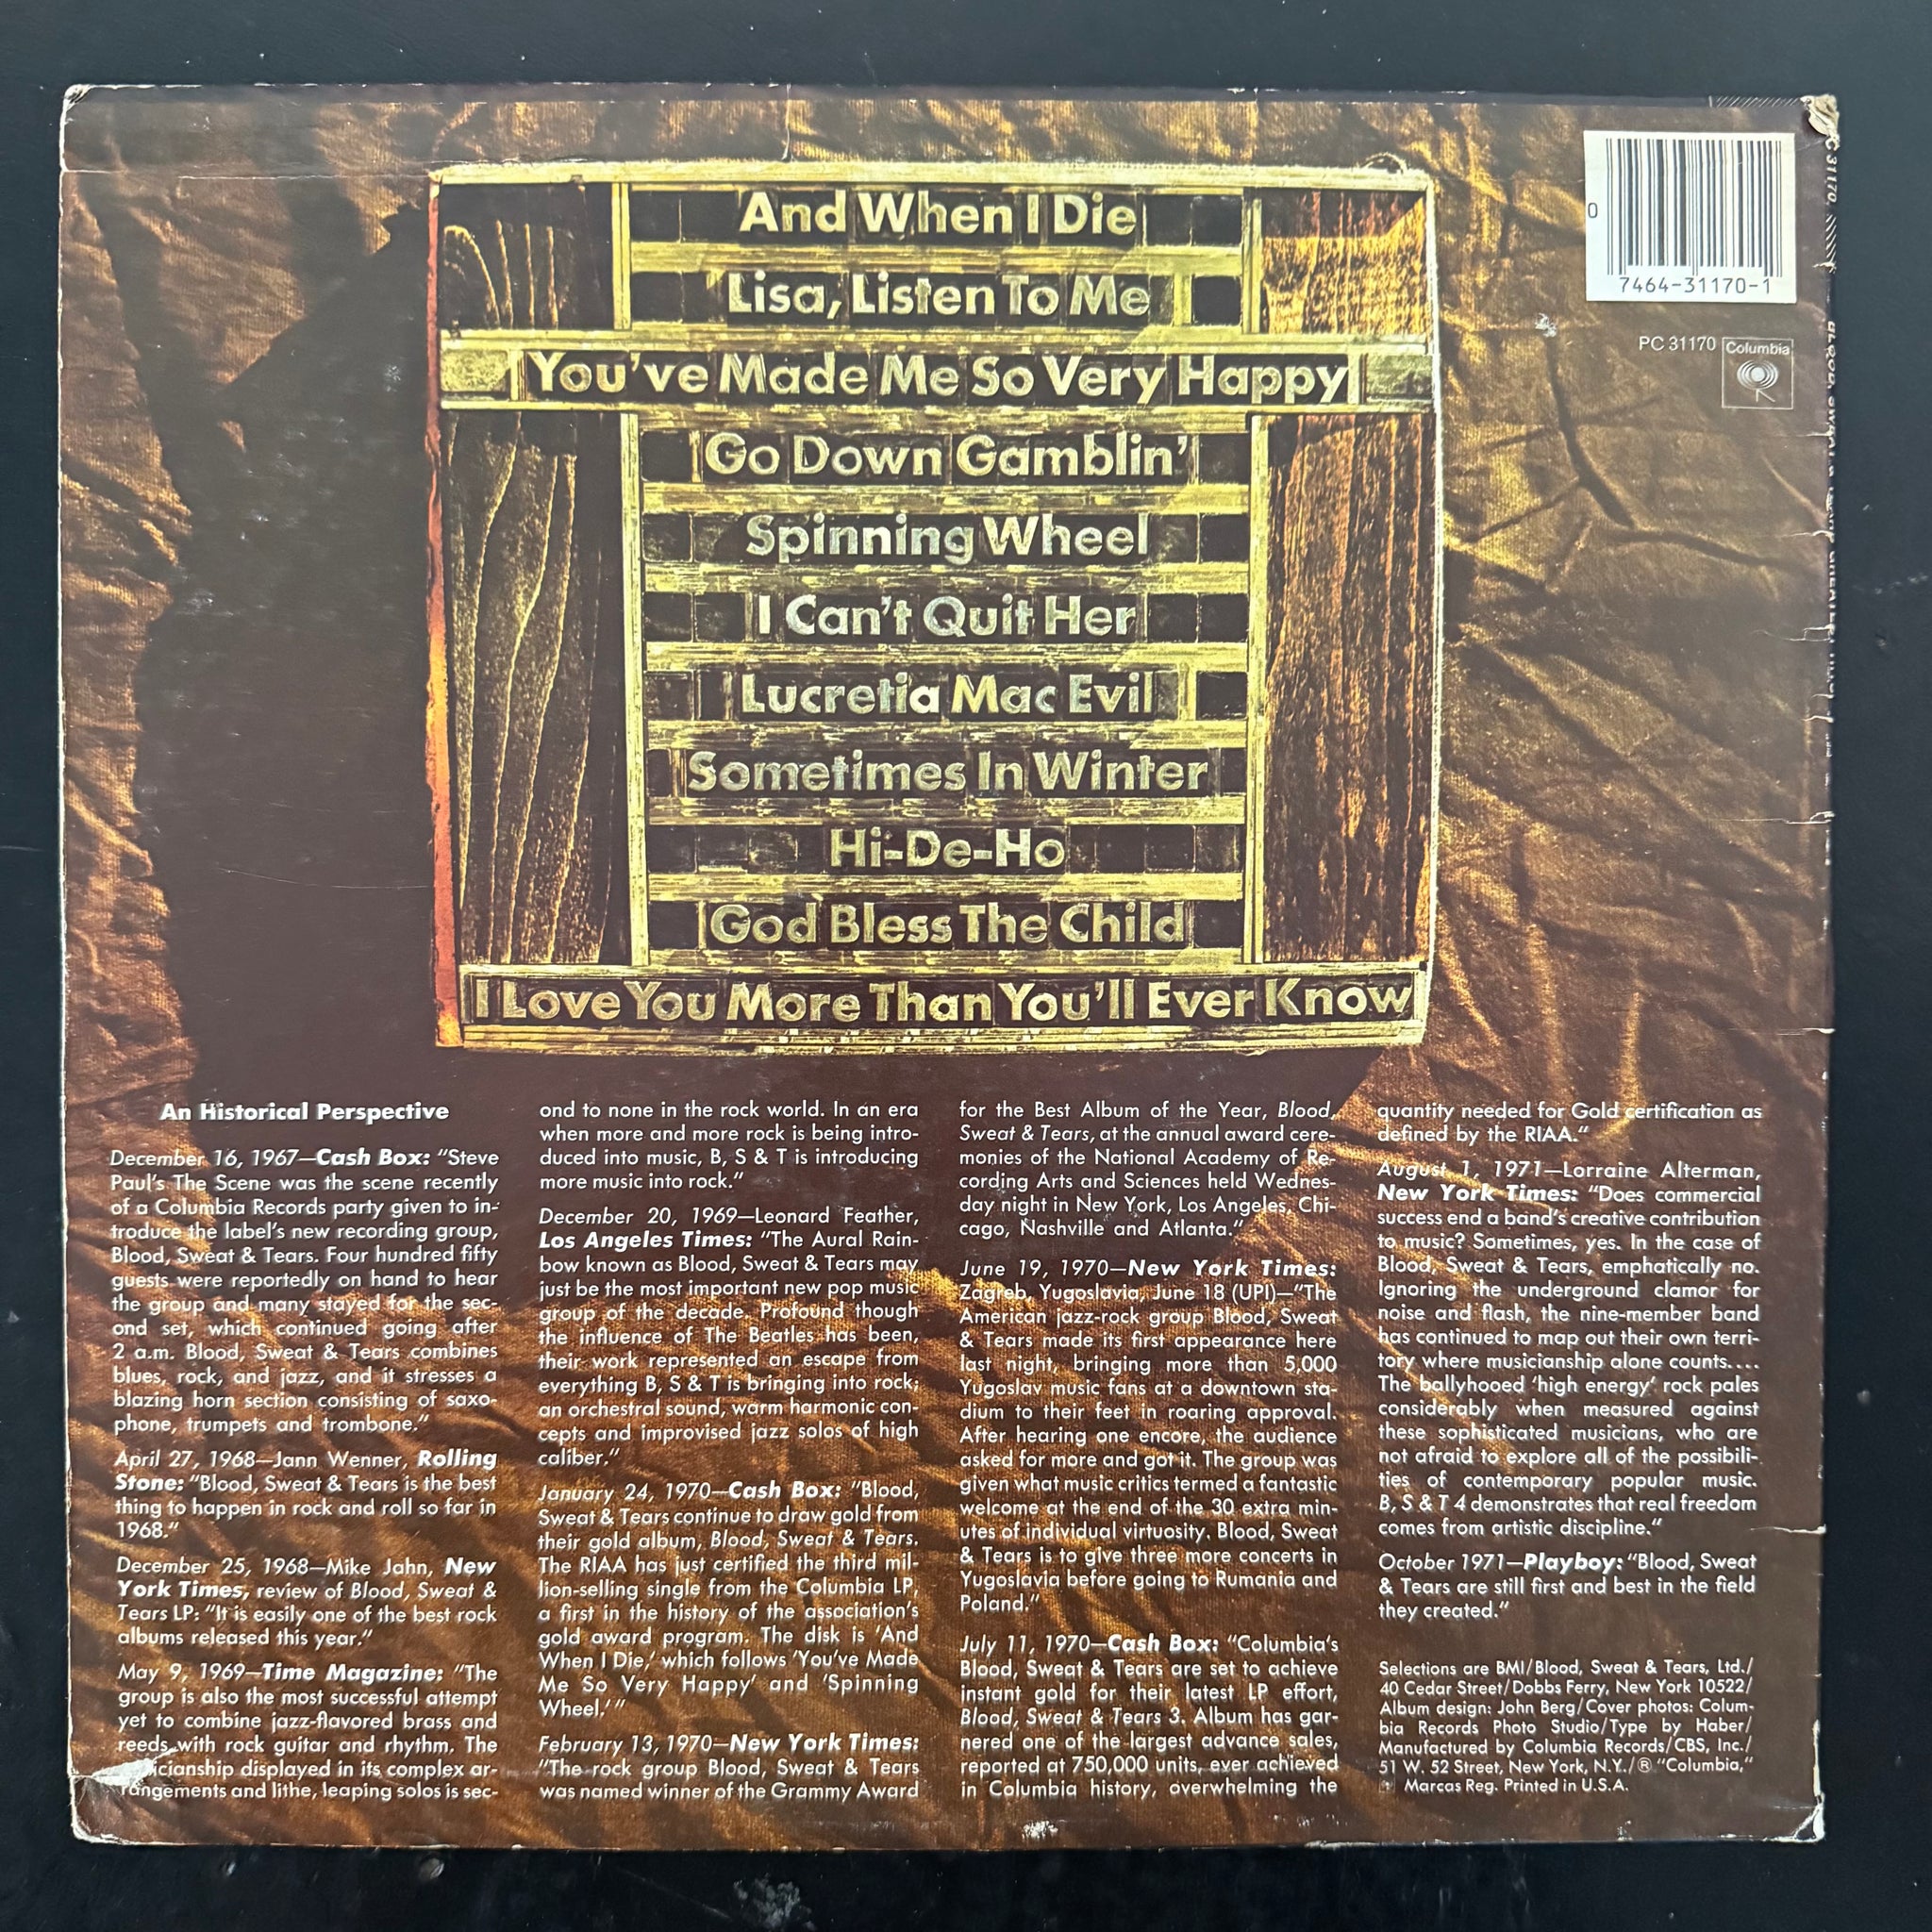 And When I Die
Lisa, Listen To Me
You've Made Me So Very Happy
Go Down Gamblin'
Spinning Wheel
I Can't Quit Her
Lucretia Mac Evil
Sometimes In Winter
Hi-De-Ho
God Bless The Child
I Love You More Than You'll Ever Know
0
7464-31170-1
PC 31170
Columbia
An Historical Perspective
December 16, 1967—Cash Box: "Steve
Paul's The Scene was the scene recently
of a Columbia Records party given to in-
troduce the label's new recording group,
Blood, Sweat & Tears. Four hundred fifty
guests were reportedly on hand to hear
the group and many stayed for the sec-
ond set, which continued going after
2 a.m. Blood, Sweat & Tears combines
blues, rock, and jazz, and it stresses a
blazing horn section consisting of saxo-
phone, trumpets and trombone."
April 27, 1968—Jann Wenner, Rolling
Stone: "Blood, Sweat & Tears is the best
thing to happen in rock and roll so far in
1968."
December 25, 1968—Mike Jahn, New
York Times, review of Blood, Sweat &
Tears LP: "It is easily one of the best rock
albums released this year."
May 9, 1969—Time Magazine: "The
group is also the most successful attempt
yet to combine jazz-flavored brass and
reeds with rock guitar and rhythm. The
icianship displayed in its complex ar-
rangements and lithe, leaping solos is sec-
ond to none in the rock world. In an era
when more and more rock is being intro-
duced into music, B, S & T is introducing
more music into rock."
December 20, 1969—Leonard Feather,
Los Angeles Times: "The Aural Rain-
bow known as Blood, Sweat & Tears may
just be the most important new pop music
group of the decade. Profound though
the influence of The Beatles has been,
their work represented an escape from
everything B, S & T is bringing into rock;
an orchestral sound, warm harmonic con-
cepts and improvised jazz solos of high
caliber."
January 24, 1970—Cash Box: "Blood,
Sweat & Tears continue to draw gold from
their gold album, Blood, Sweat & Tears.
The RIAA has just certified the third mil-
lion-selling single from the Columbia LP,
a first in the history of the association's
gold award program. The disk is 'And
When I Die,' which follows 'You've Made
Me So Very Happy' and 'Spinning
Wheel.'"
February 13, 1970—New York Times:
"The rock group Blood, Sweat & Tears
was named winner of the Grammy Award
for the Best Album of the Year, Blood,
Sweat & Tears, at the annual award cere-
monies of the National Academy of Re-
cording Arts and Sciences held Wednes-
day night in New York, Los Angeles, Chi-
cago, Nashville and Atlanta."
June 19, 1970—New York Times:
Zagreb, Yugoslavia, June 18 (UPI)—"The
American jazz-rock group Blood, Sweat
& Tears made its first appearance here
last night, bringing more than 5,000
Yugoslav music fans at a downtown sta-
dium to their feet in roaring approval.
After hearing one encore, the audience
asked for more and got it. The group was
given what music critics termed a fantastic
welcome at the end of the 30 extra min-
utes of individual virtuosity. Blood, Sweat
& Tears is to give three more concerts in
Yugoslavia before going to Rumania and
Poland."
July 11, 1970—Cash Box: "Columbia's
Blood, Sweat & Tears are set to achieve
instant gold for their latest LP effort,
Blood, Sweat & Tears 3. Album has gar-
nered one of the largest advance sales,
reported at 750,000 units, ever achieved
in Columbia history, overwhelming the
quantity needed for Gold certification as
defined by the RIAA."
August 1, 1971—Lorraine Alterman,
New York Times: "Does commercial
success end a band's creative contribution
to music? Sometimes, yes. In the case of
Blood, Sweat & Tears, emphatically no.
Ignoring the underground clamor for
noise and flash, the nine-member band
has continued to map out their own terri-
tory where musicianship alone counts....
The ballyhooed 'high energy' rock pales
considerably when measured against
these sophisticated musicians, who are
not afraid to explore all of the possibili-
ties of contemporary popular music.
B, S & T 4 demonstrates that real freedom
comes from artistic discipline."
October 1971—Playboy: "Blood, Sweat
& Tears are still first and best in the field
they created."
Selections are BMI/Blood, Sweat & Tears, Ltd./
40 Cedar Street/Dobbs Ferry, New York 10522/
Album design: John Berg/Cover photos: Colum-
bia Records Photo Studio/Type by Haber/
Manufactured by Columbia Records/CBS, Inc./
51 W. 52 Street, New York, N.Y./® "Columbia,"
Marcas Reg. Printed in U.S.A.